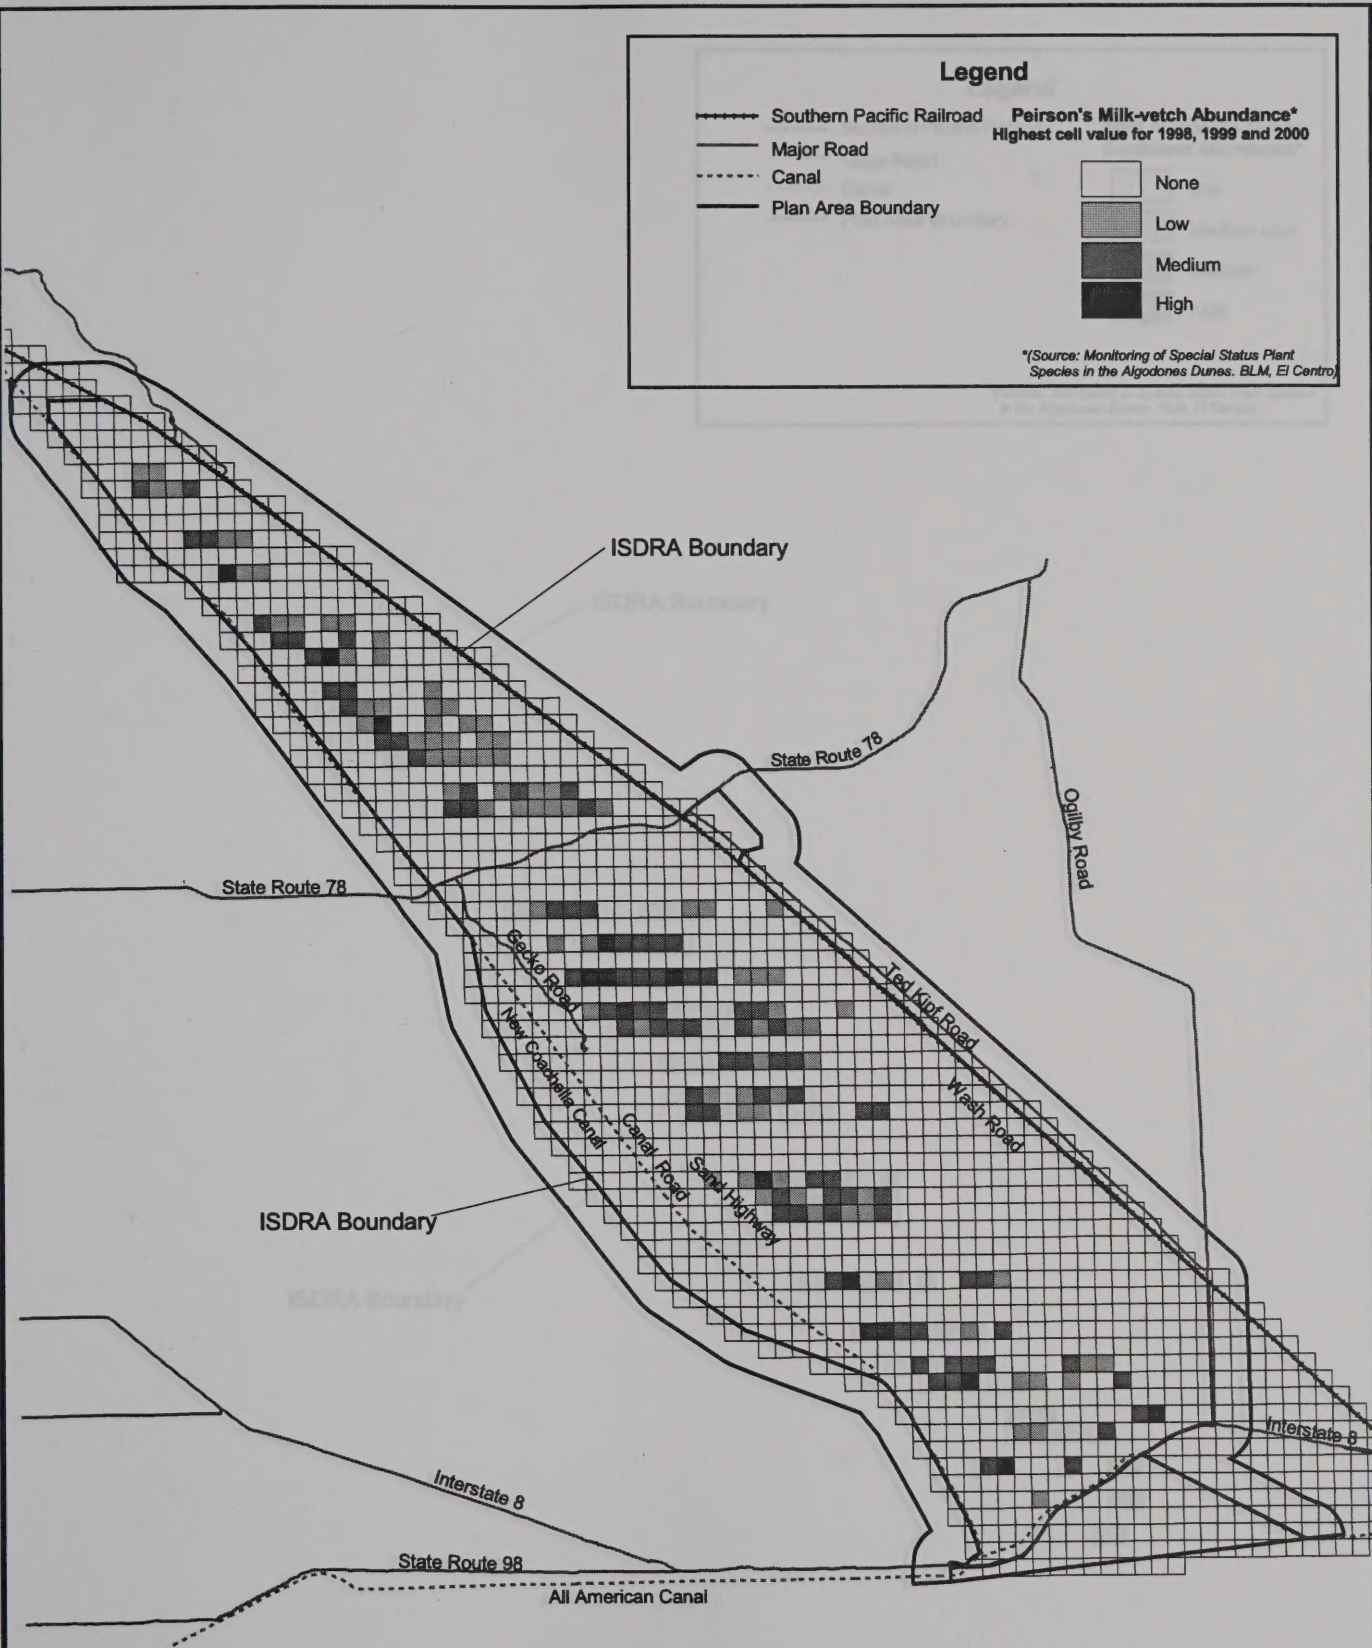 Legend
Southern Pacific Railroad
Major Road
Canal
Plan Area Boundary
Peirson's Milk-vetch Abundance*
Highest cell value for 1998, 1999 and 2000
None
Low
Medium
High
*(Source: Monitoring of Special Status Plant
Species in the Algodones Dunes. BLM, El Centro)
ISDRA Boundary
State Route 78
Ogilby Road
State Route 78
Gecko Road
Ted Kipf Road
New Coachella Canal
Wash Road
Canal Road
Sand Highway
ISDRA Boundary
Interstate 8
Interstate 8
State Route 98
All American Canal